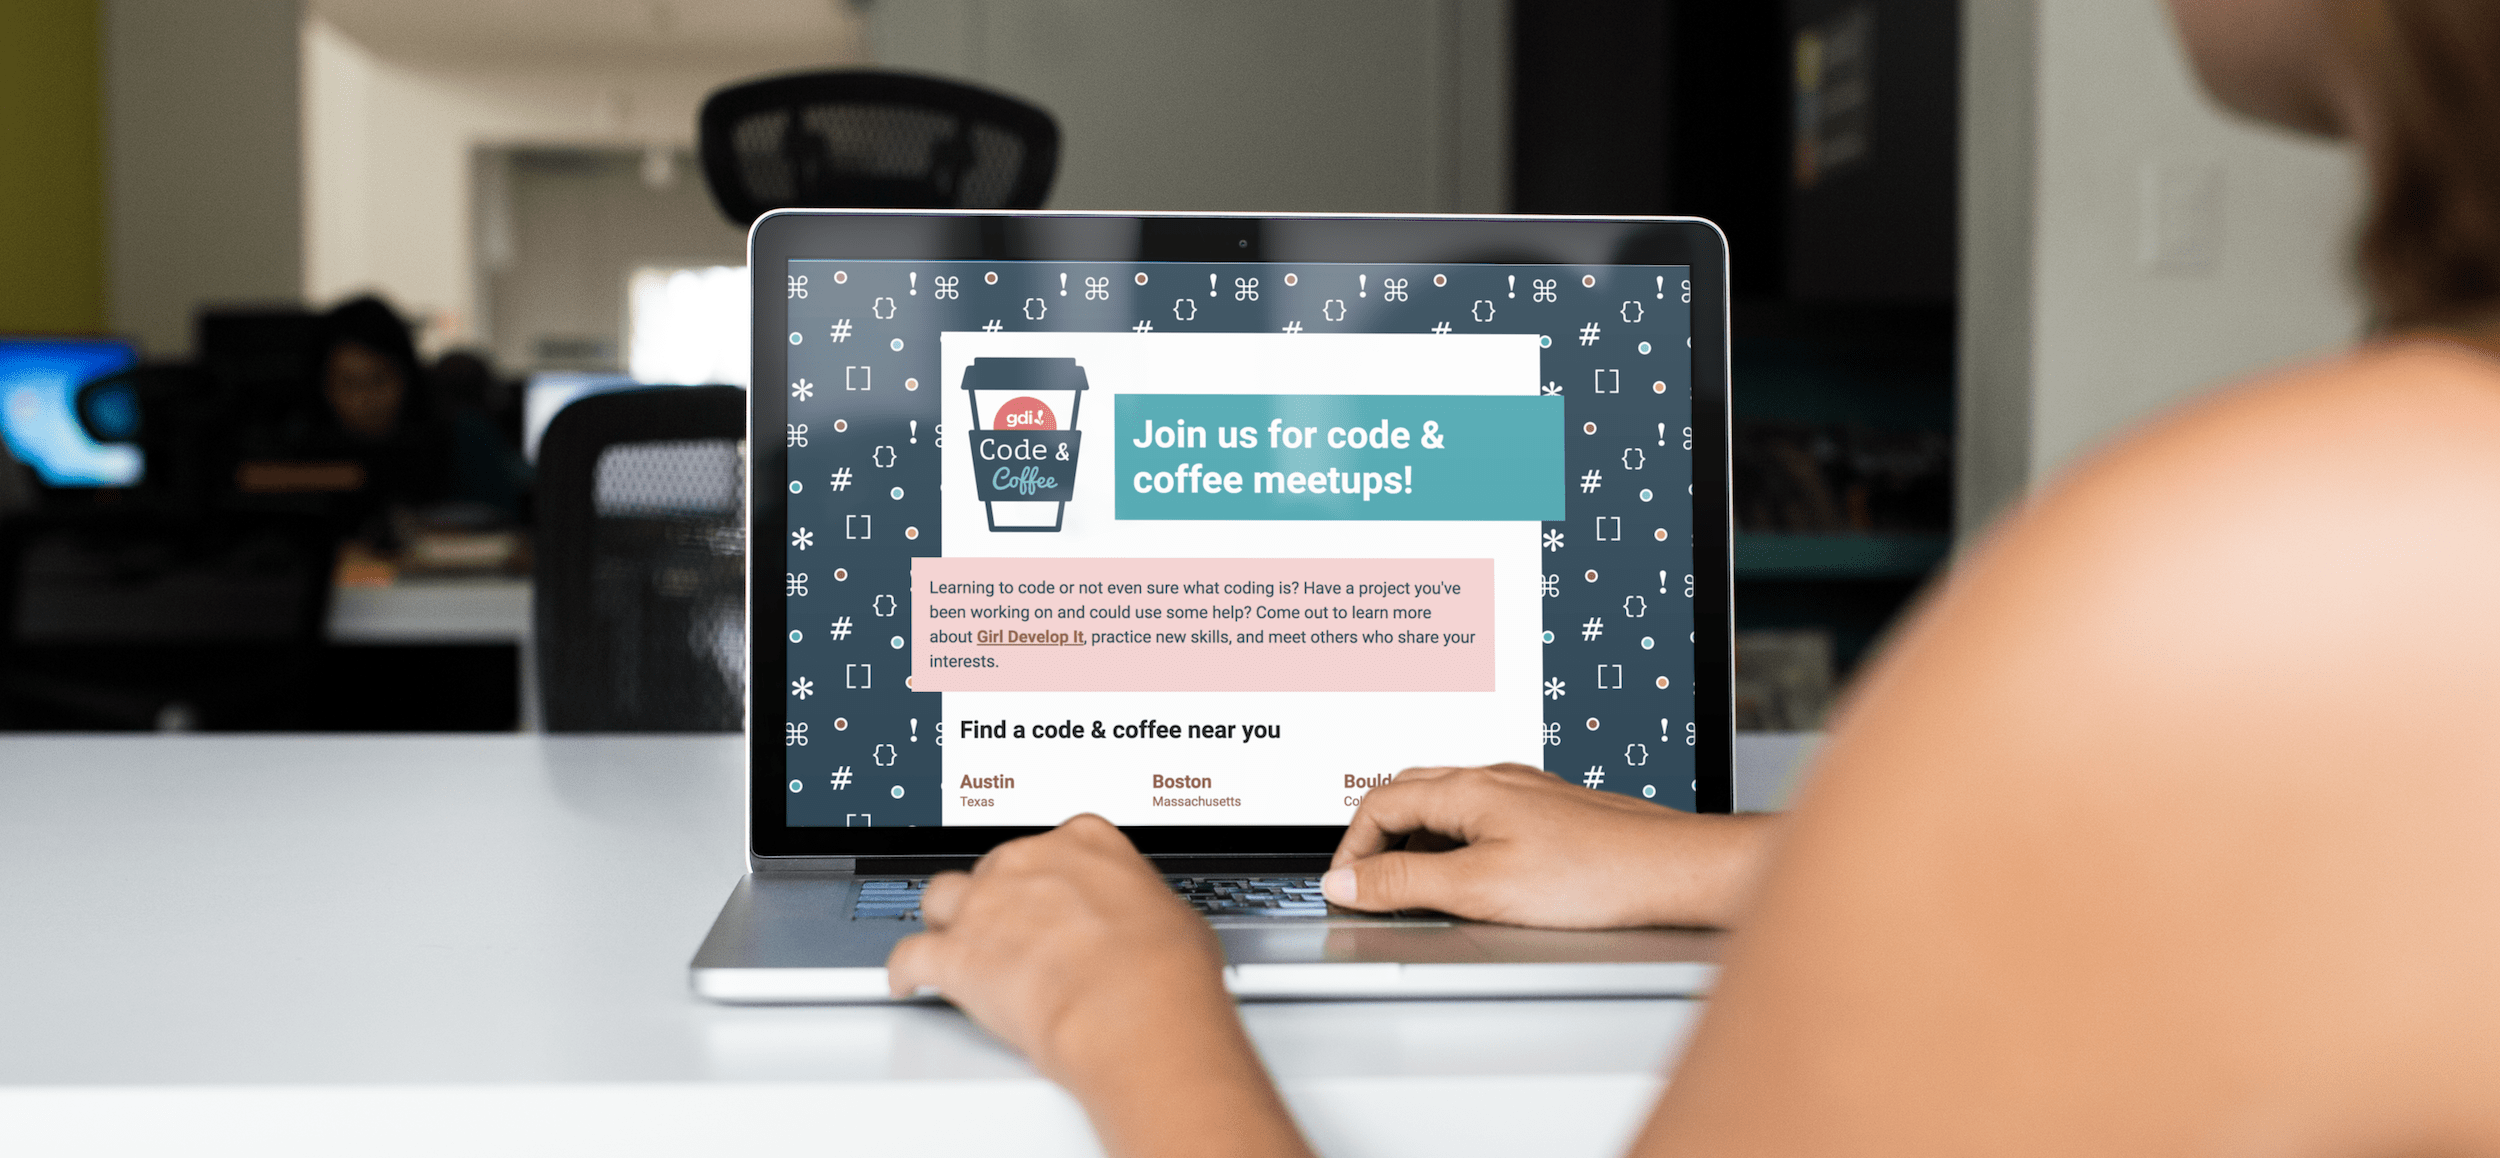 gdi!
Code &
Coffee
Join us for code &
coffee meetups!
Learning to code or not even sure what coding is? Have a project you've
been working on and could use some help? Come out to learn more
about Girl Develop It, practice new skills, and meet others who share your
interests.
Find a code & coffee near you
Austin
Texas
Boston
Massachusetts
Bould
Col